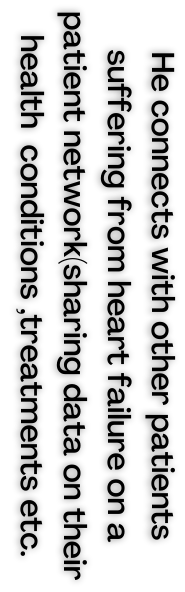 He connects with other patients
suffering from heart failure on a
patient network(sharing data on their
health conditions ,treatments etc.